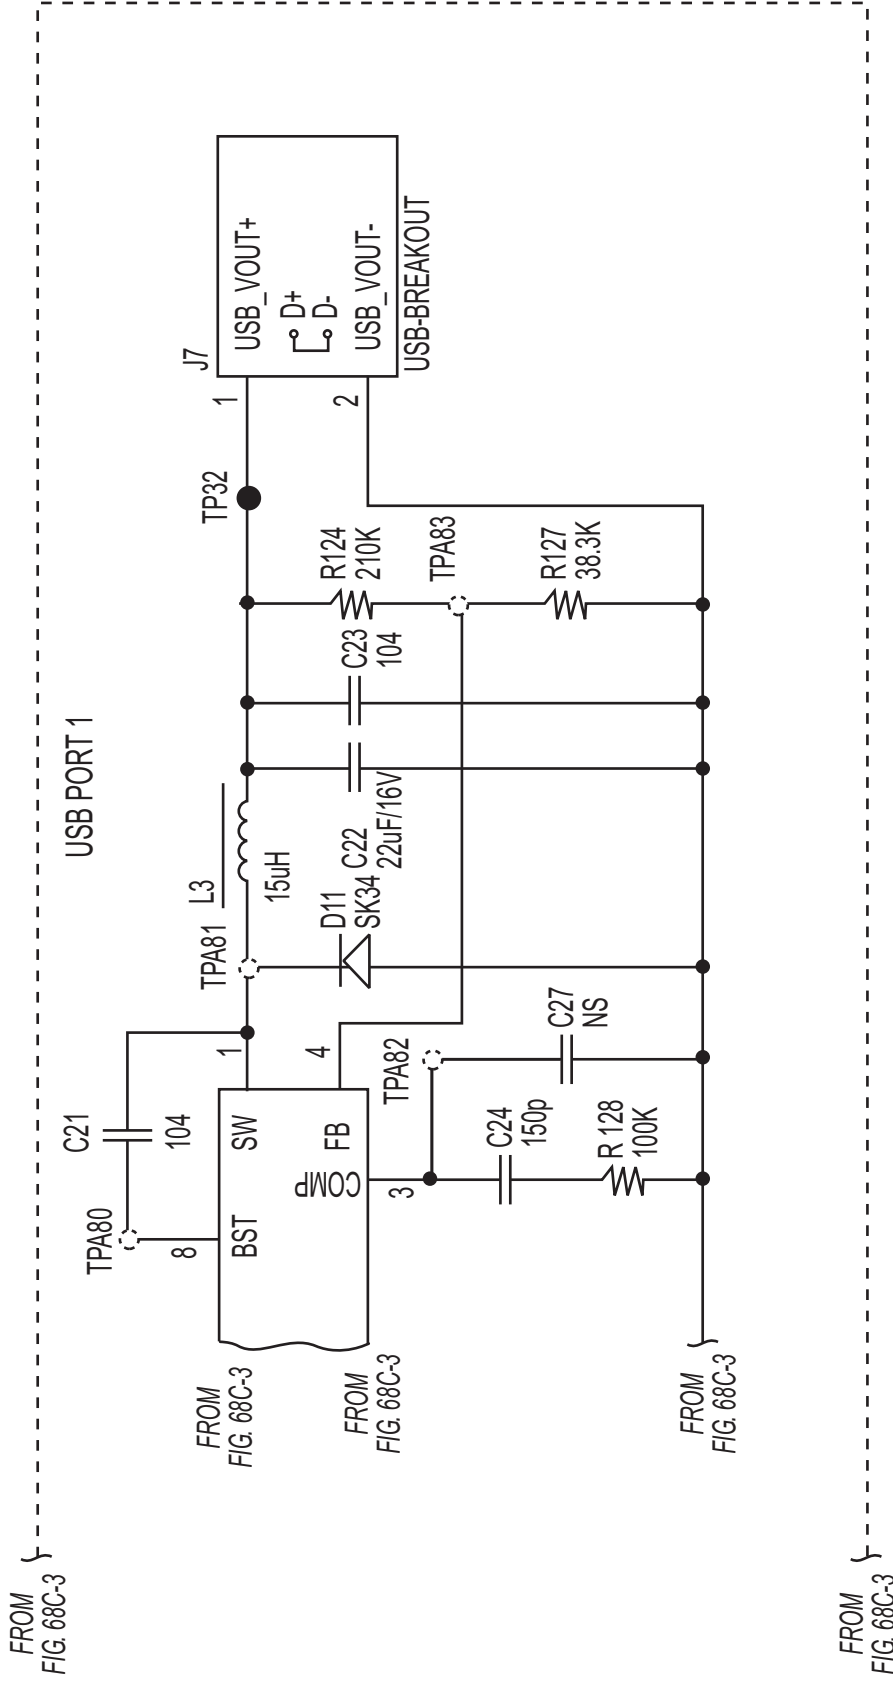 USB PORT 1
FROM
FIG. 68C-3
FROM
FIG. 68C-3
FROM
FIG. 68C-3
FROM
FIG. 68C-3
FROM
FIG. 68C-3
TPA80
C21
104
8
BST
SW
1
FB
4
COMP
3
TPA81
L3
15uH
TP32
1
J7
USB_VOUT+
D+
D-
USB_VOUT-
USB-BREAKOUT
2
D11
SK34
C22
22uF/16V
C23
104
R124
210K
TPA83
R127
38.3K
TPA82
C24
150p
C27
NS
R 128
100K